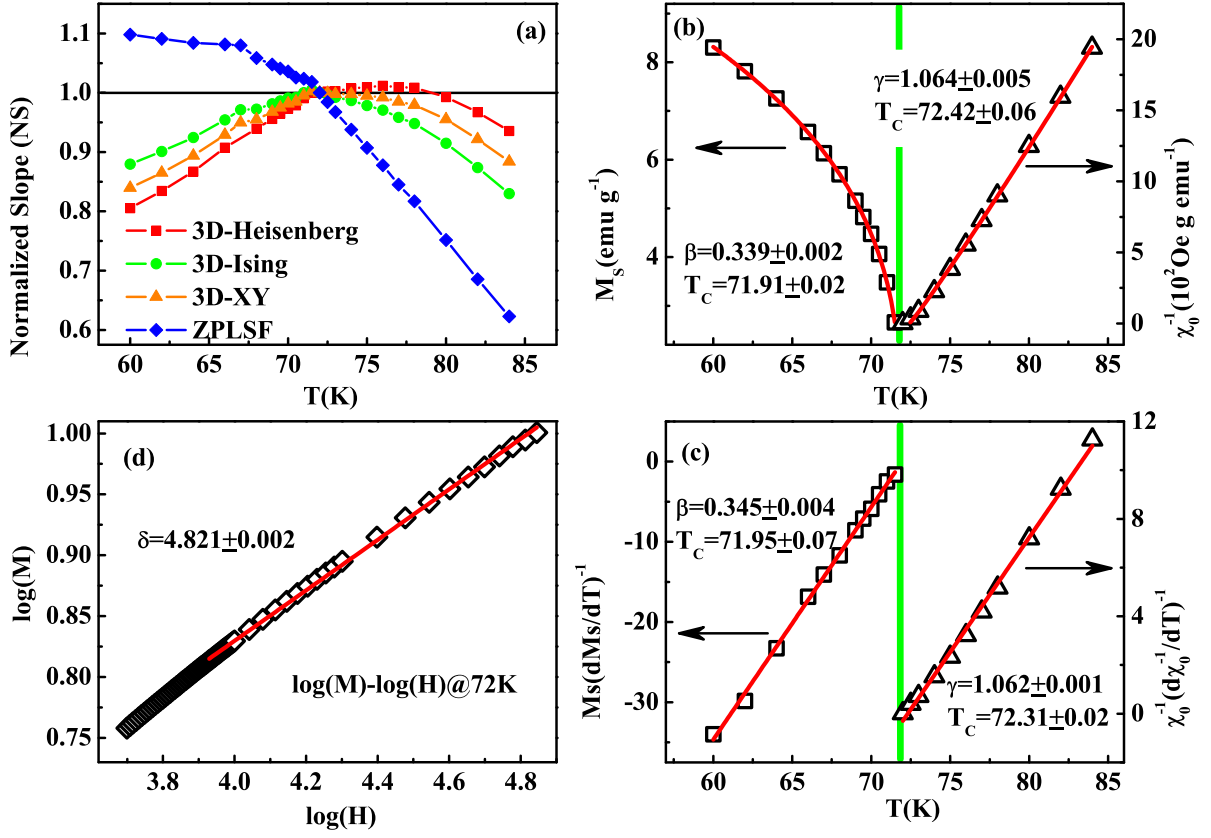 (a)
Normalized Slope (NS)
1.1
1.0
0.9
0.8
0.7
0.6
3D-Heisenberg
3D-Ising
3D-XY
ZPLSF
60 65 70 75 80 85
T(K)
(b)
M_S(emu g^-1)
8
6
4
γ=1.064±0.005
T_C=72.42±0.06
β=0.339±0.002
T_C=71.91±0.02
20
15
10
5
0
χ_0^-1(10^2Oe g emu^-1)
60 65 70 75 80 85
T(K)
(d)
log(M)
1.00
0.95
0.90
0.85
0.80
0.75
δ=4.821±0.002
log(M)-log(H)@72K
3.8 4.0 4.2 4.4 4.6 4.8
log(H)
(c)
Ms(dMs/dT)^-1
0
-10
-20
-30
β=0.345±0.004
T_C=71.95±0.07
γ=1.062±0.001
T_C=72.31±0.02
12
8
4
0
χ_0^-1(dχ_0^-1/dT)^-1
60 65 70 75 80 85
T(K)